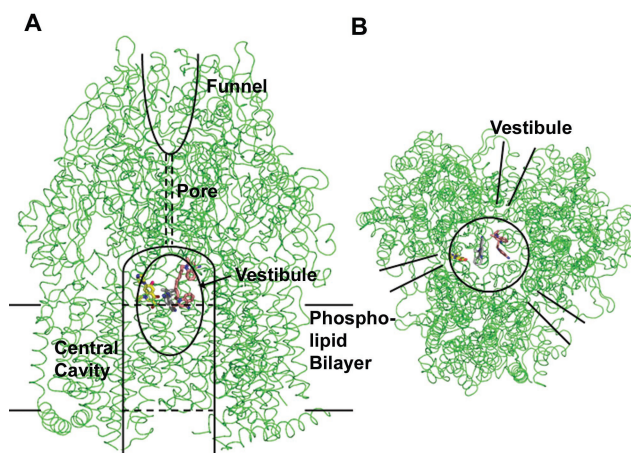 A
Funnel
Pore
Vestibule
Central
Cavity
Phospho-
lipid
Bilayer
B
Vestibule